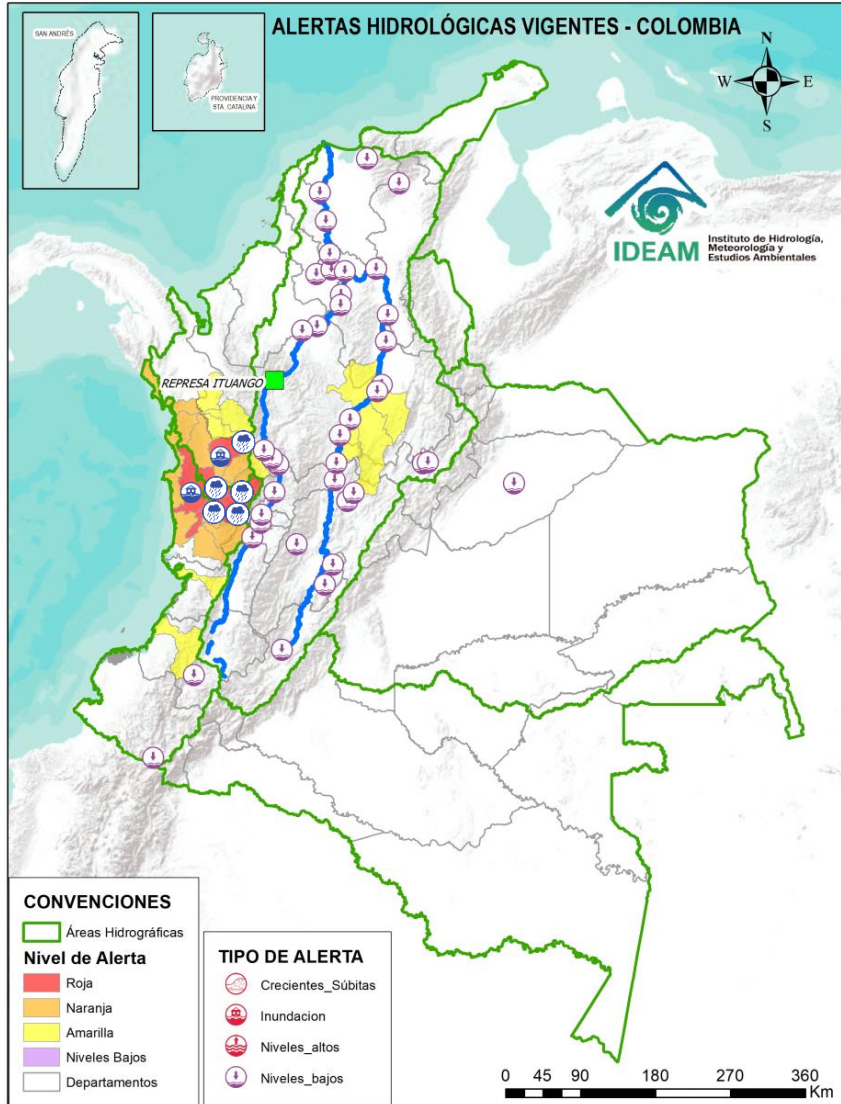 ALERTAS HIDROLÓGICAS VIGENTES - COLOMBIA
SAN ANDRÉS
PROVIDENCIA Y
STA. CATALINA
N
W
E
S
IDEAM
Instituto de Hidrología,
Meteorología y
Estudios Ambientales
REPRESA ITUANGO
CONVENCIONES
Áreas Hidrográficas
Nivel de Alerta
Roja
Naranja
Amarilla
Niveles Bajos
Departamentos
TIPO DE ALERTA
Crecientes_Súbitas
Inundacion
Niveles_altos
Niveles_bajos
0 45 90 180 270 360
Km